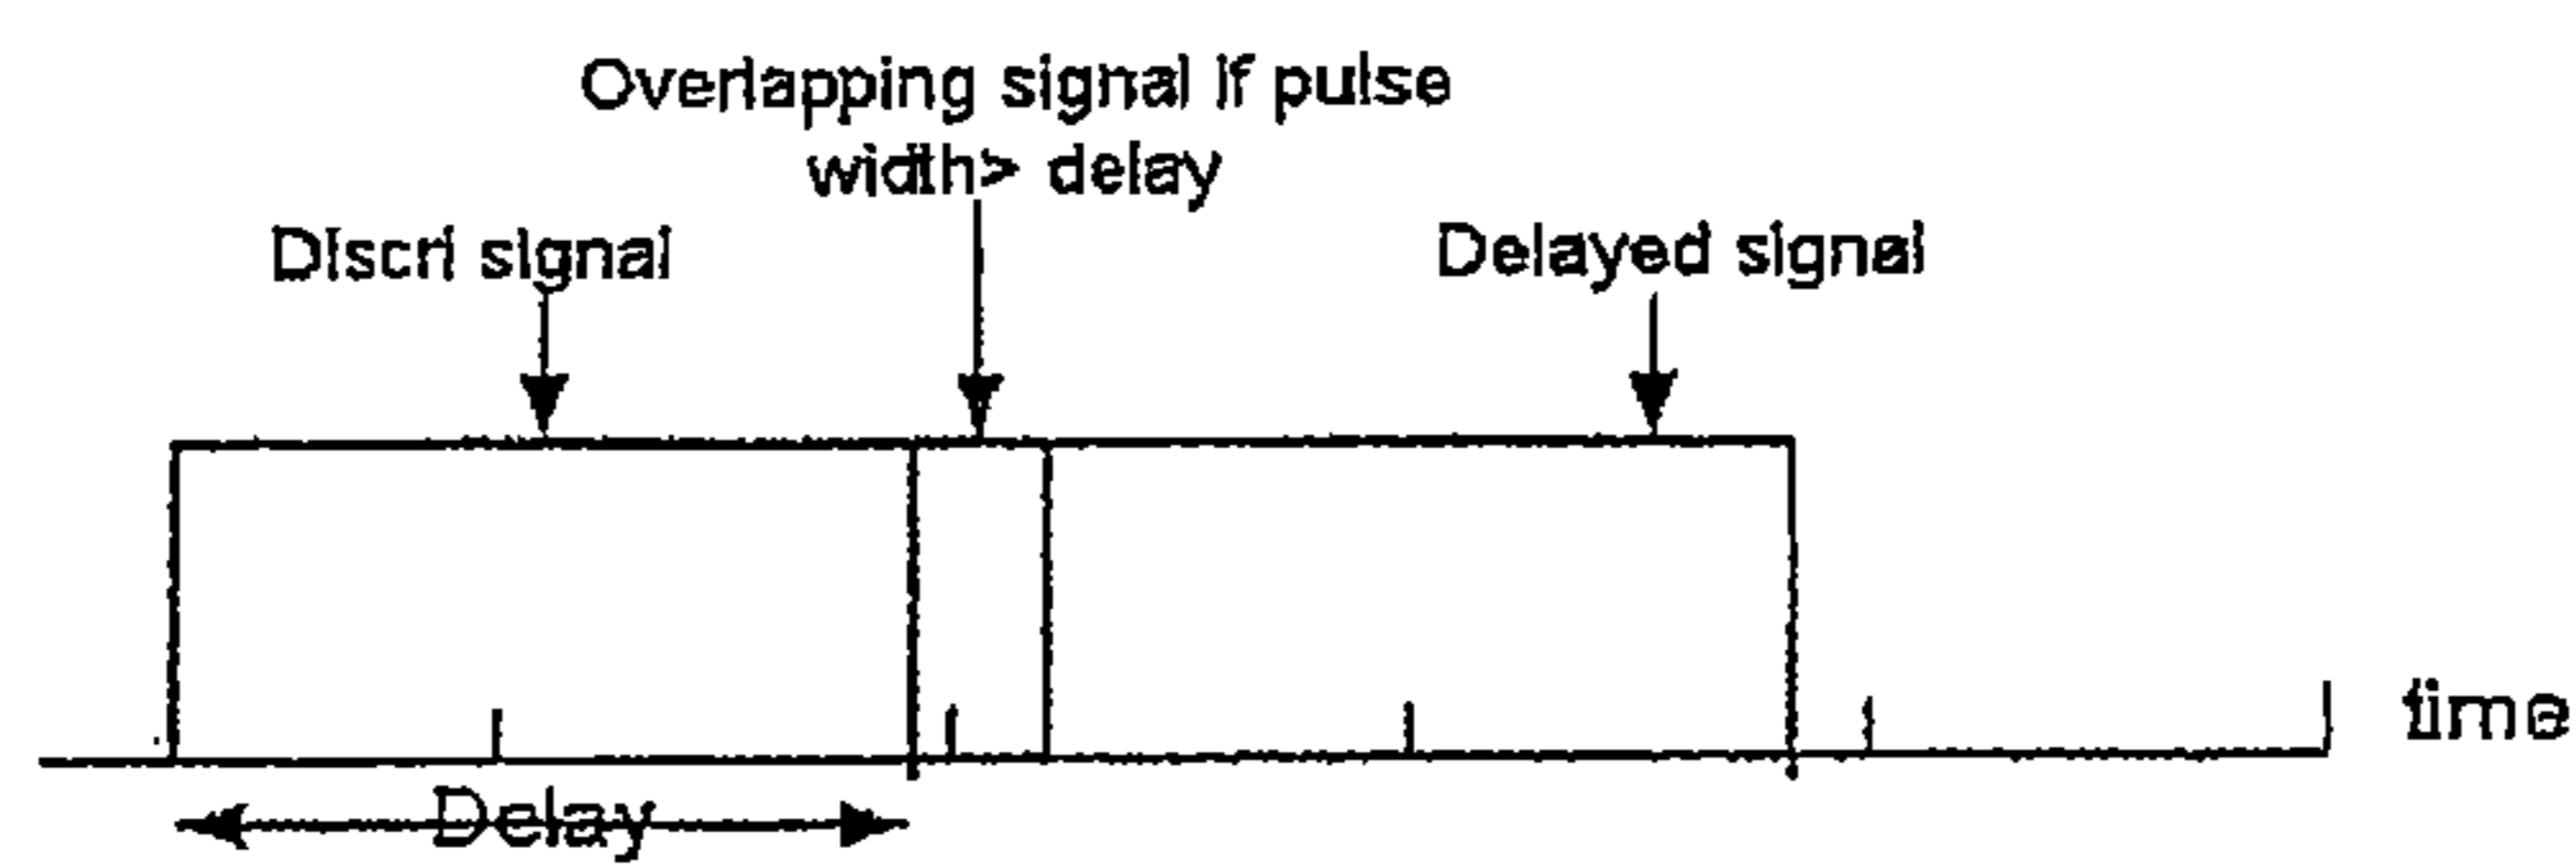 Overlapping signal if pulse
width> delay
Discri signal
Delayed signal
time
Delay